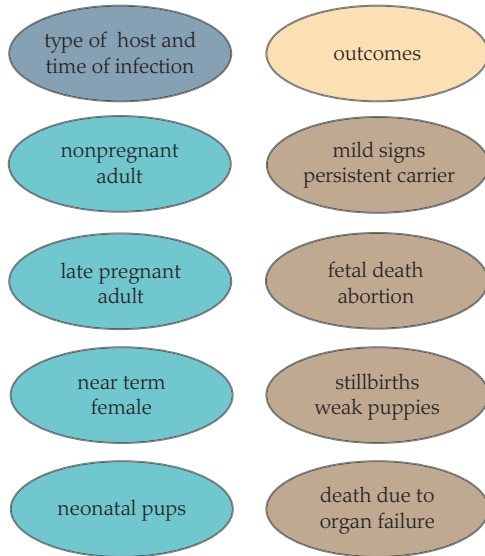 type of host and
time of infection
outcomes
nonpregnant
adult
mild signs
persistent carrier
late pregnant
adult
fetal death
abortion
near term
female
stillbirths
weak puppies
neonatal pups
death due to
organ failure